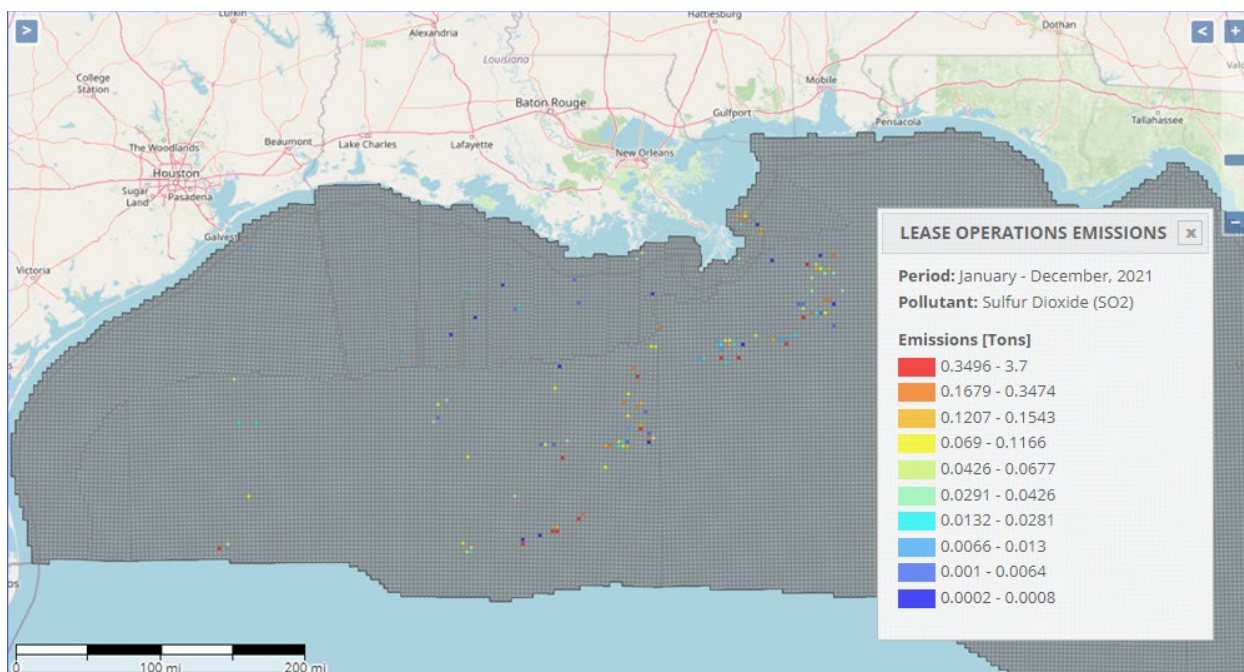 Lufkin
Alexandria
Hattiesburg
Dothan
>
<
+
College
Station
Louisiana
Mobile
Valdo
Baton Rouge
Gulfport
Pensacola
Tallahassee
The Woodlands
Beaumont
Lake Charles
Lafayette
New Orleans
Houston
Sugar
Land
Pasadena
Galvest
Victoria
−
LEASE OPERATIONS EMISSIONS
x
Period: January - December, 2021
Pollutant: Sulfur Dioxide (SO2)
Emissions [Tons]
0.3496 - 3.7
0.1679 - 0.3474
0.1207 - 0.1543
0.069 - 0.1166
0.0426 - 0.0677
0.0291 - 0.0426
0.0132 - 0.0281
0.0066 - 0.013
0.001 - 0.0064
0.0002 - 0.0008
0
100 mi
200 mi